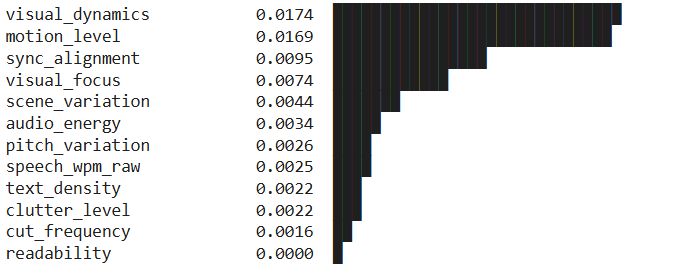 visual_dynamics 0.0174
motion_level 0.0169
sync_alignment 0.0095
visual_focus 0.0074
scene_variation 0.0044
audio_energy 0.0034
pitch_variation 0.0026
speech_wpm_raw 0.0025
text_density 0.0022
clutter_level 0.0022
cut_frequency 0.0016
readability 0.0000